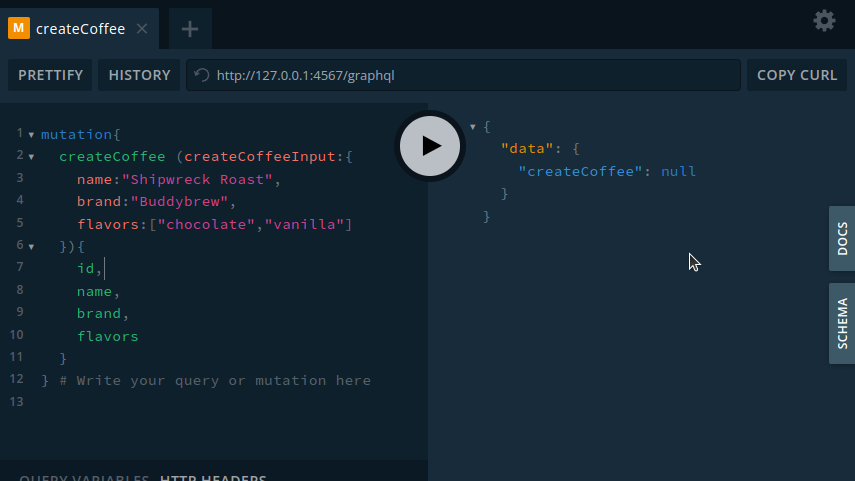 M createCoffee
PRETTIFY HISTORY http://127.0.0.1:4567/graphql COPY CURL
1 mutation{
2 createCoffee (createCoffeeInput:{
3 name:"Shipwreck Roast",
4 brand:"Buddybrew",
5 flavors:["chocolate","vanilla"]
6 }){
7 id,
8 name,
9 brand,
10 flavors
11 }
12 } # Write your query or mutation here
13
{
"data": {
"createCoffee": null
}
}
DOCS
SCHEMA
QUERY VARIABLES HTTP HEADERS